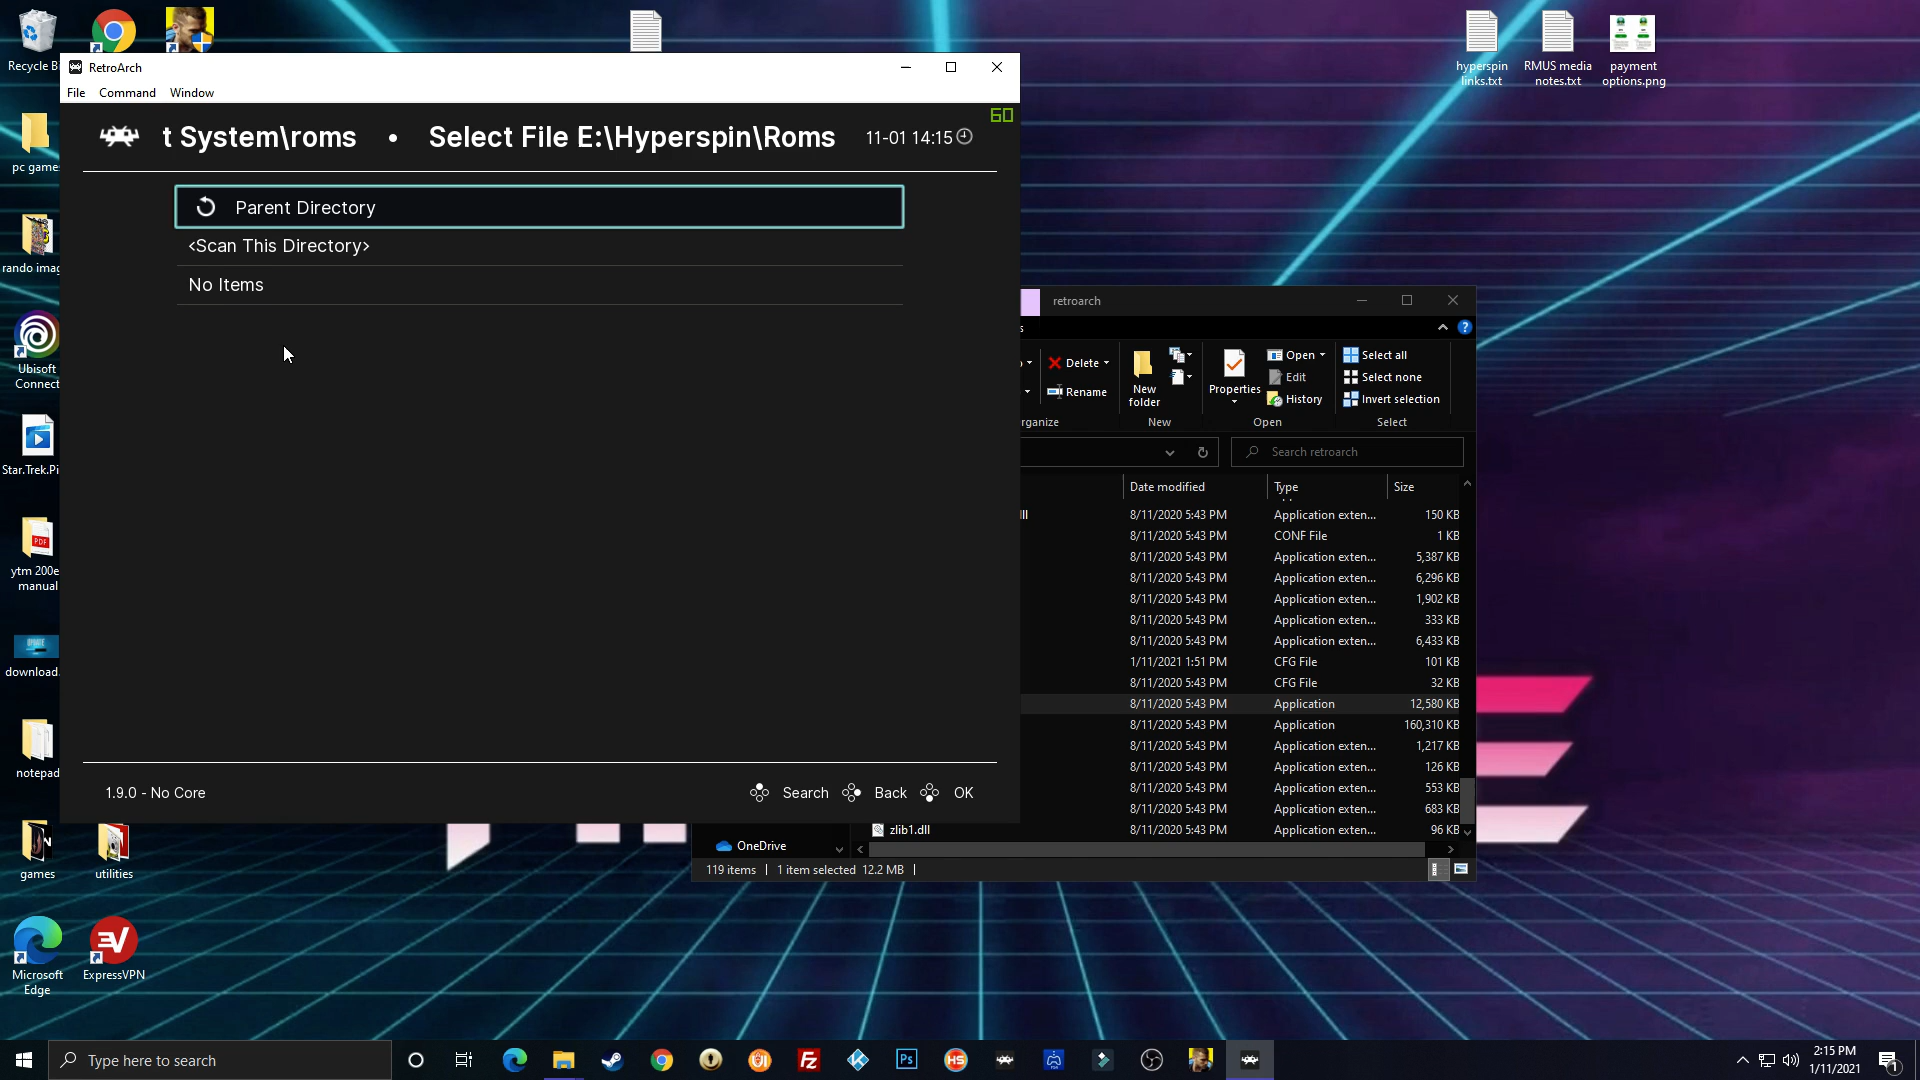 Recycle Bi
hyperspin
links.txt
RMUS media
notes.txt
payment
options.png
RetroArch
File Command Window
60
t System\roms • Select File E:\Hyperspin\Roms
11-01 14:15
Parent Directory
<Scan This Directory>
No Items
1.9.0 - No Core
Search Back OK
pc game
rando imag
Ubisoft
Connect
Star.Trek.Pi
PDF
ytm 200e
manual
download.
notepad
games
utilities
Microsoft
Edge
ExpressVPN
retroarch
s
Delete
Rename
rganize
New
folder
New
Properties
Open
Edit
History
Open
Select all
Select none
Invert selection
Select
Search retroarch
Date modified Type Size
ll 8/11/2020 5:43 PM Application exten... 150 KB
8/11/2020 5:43 PM CONF File 1 KB
8/11/2020 5:43 PM Application exten... 5,387 KB
8/11/2020 5:43 PM Application exten... 6,296 KB
8/11/2020 5:43 PM Application exten... 1,902 KB
8/11/2020 5:43 PM Application exten... 333 KB
8/11/2020 5:43 PM Application exten... 6,433 KB
1/11/2021 1:51 PM CFG File 101 KB
8/11/2020 5:43 PM CFG File 32 KB
8/11/2020 5:43 PM Application 12,580 KB
8/11/2020 5:43 PM Application 160,310 KB
8/11/2020 5:43 PM Application exten... 1,217 KB
8/11/2020 5:43 PM Application exten... 126 KB
8/11/2020 5:43 PM Application exten... 553 KB
8/11/2020 5:43 PM Application exten... 683 KB
zlib1.dll 8/11/2020 5:43 PM Application exten... 96 KB
OneDrive
119 items 1 item selected 12.2 MB
Type here to search
Fz
Ps
HS
2:15 PM
1/11/2021
1